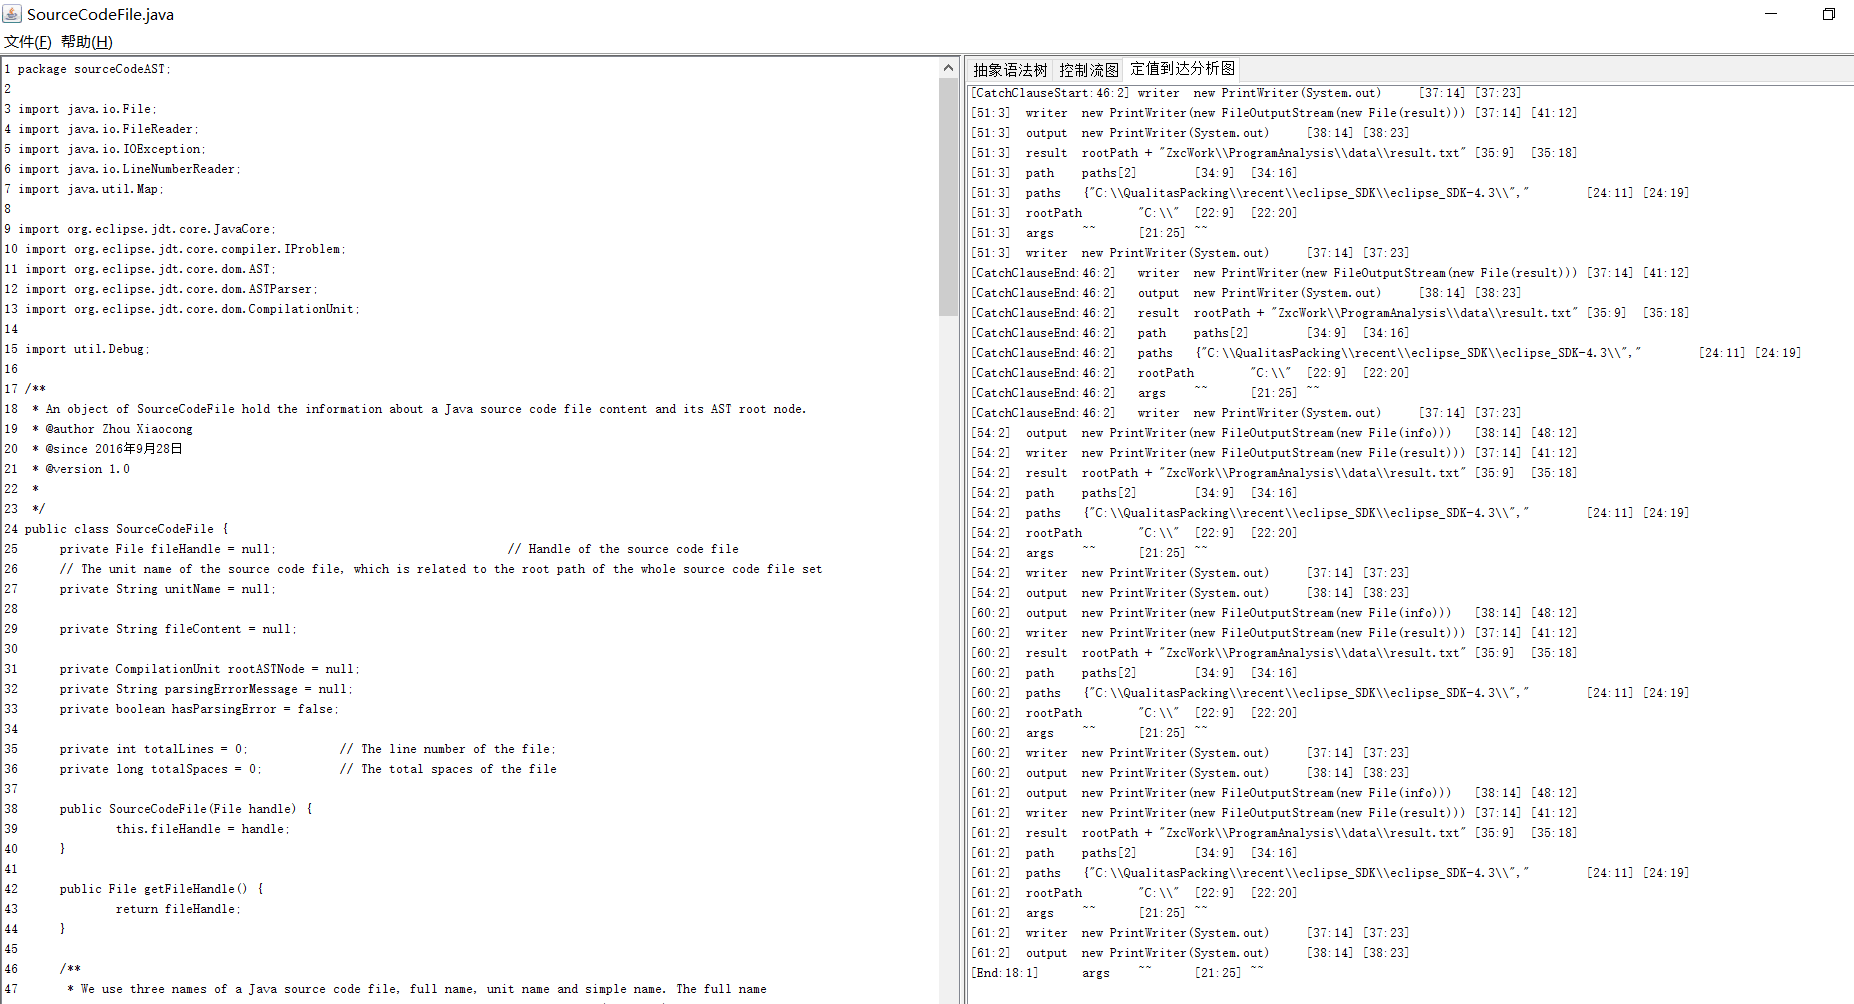 SourceCodeFile.java
文件(F) 帮助(H)
1 package sourceCodeAST;
2
3 import java.io.File;
4 import java.io.FileReader;
5 import java.io.IOException;
6 import java.io.LineNumberReader;
7 import java.util.Map;
8
9 import org.eclipse.jdt.core.JavaCore;
10 import org.eclipse.jdt.core.compiler.IProblem;
11 import org.eclipse.jdt.core.dom.AST;
12 import org.eclipse.jdt.core.dom.ASTParser;
13 import org.eclipse.jdt.core.dom.CompilationUnit;
14
15 import util.Debug;
16
17 /**
18  * An object of SourceCodeFile hold the information about a Java source code file content and its AST root node.
19  * @author Zhou Xiaocong
20  * @since 2016年9月28日
21  * @version 1.0
22  *
23  */
24 public class SourceCodeFile {
25 private File fileHandle = null; // Handle of the source code file
26 // The unit name of the source code file, which is related to the root path of the whole source code file set
27 private String unitName = null;
28
29 private String fileContent = null;
30
31 private CompilationUnit rootASTNode = null;
32 private String parsingErrorMessage = null;
33 private boolean hasParsingError = false;
34
35 private int totalLines = 0; // The line number of the file;
36 private long totalSpaces = 0; // The total spaces of the file
37
38 public SourceCodeFile(File handle) {
39 this.fileHandle = handle;
40 }
41
42 public File getFileHandle() {
43 return fileHandle;
44 }
45
46 /**
47  * We use three names of a Java source code file, full name, unit name and simple name. The full name
抽象语法树 控制流图 定值到达分析图
[CatchClauseStart:46:2] writer new PrintWriter(System.out) [37:14] [37:23]
[51:3] writer new PrintWriter(new FileOutputStream(new File(result))) [37:14] [41:12]
[51:3] output new PrintWriter(System.out) [38:14] [38:23]
[51:3] result rootPath + "ZxcWork\\ProgramAnalysis\\data\\result.txt" [35:9] [35:18]
[51:3] path paths[2] [34:9] [34:16]
[51:3] paths {"C:\\QualitasPacking\\recent\\eclipse_SDK\\eclipse_SDK-4.3\\"," [24:11] [24:19]
[51:3] rootPath "C:\\" [22:9] [22:20]
[51:3] args ~~ [21:25] ~~
[51:3] writer new PrintWriter(System.out) [37:14] [37:23]
[CatchClauseEnd:46:2] writer new PrintWriter(new FileOutputStream(new File(result))) [37:14] [41:12]
[CatchClauseEnd:46:2] output new PrintWriter(System.out) [38:14] [38:23]
[CatchClauseEnd:46:2] result rootPath + "ZxcWork\\ProgramAnalysis\\data\\result.txt" [35:9] [35:18]
[CatchClauseEnd:46:2] path paths[2] [34:9] [34:16]
[CatchClauseEnd:46:2] paths {"C:\\QualitasPacking\\recent\\eclipse_SDK\\eclipse_SDK-4.3\\"," [24:11] [24:19]
[CatchClauseEnd:46:2] rootPath "C:\\" [22:9] [22:20]
[CatchClauseEnd:46:2] args ~~ [21:25] ~~
[CatchClauseEnd:46:2] writer new PrintWriter(System.out) [37:14] [37:23]
[54:2] output new PrintWriter(new FileOutputStream(new File(info))) [38:14] [48:12]
[54:2] writer new PrintWriter(new FileOutputStream(new File(result))) [37:14] [41:12]
[54:2] result rootPath + "ZxcWork\\ProgramAnalysis\\data\\result.txt" [35:9] [35:18]
[54:2] path paths[2] [34:9] [34:16]
[54:2] paths {"C:\\QualitasPacking\\recent\\eclipse_SDK\\eclipse_SDK-4.3\\"," [24:11] [24:19]
[54:2] rootPath "C:\\" [22:9] [22:20]
[54:2] args ~~ [21:25] ~~
[54:2] writer new PrintWriter(System.out) [37:14] [37:23]
[54:2] output new PrintWriter(System.out) [38:14] [38:23]
[60:2] output new PrintWriter(new FileOutputStream(new File(info))) [38:14] [48:12]
[60:2] writer new PrintWriter(new FileOutputStream(new File(result))) [37:14] [41:12]
[60:2] result rootPath + "ZxcWork\\ProgramAnalysis\\data\\result.txt" [35:9] [35:18]
[60:2] path paths[2] [34:9] [34:16]
[60:2] paths {"C:\\QualitasPacking\\recent\\eclipse_SDK\\eclipse_SDK-4.3\\"," [24:11] [24:19]
[60:2] rootPath "C:\\" [22:9] [22:20]
[60:2] args ~~ [21:25] ~~
[60:2] writer new PrintWriter(System.out) [37:14] [37:23]
[60:2] output new PrintWriter(System.out) [38:14] [38:23]
[61:2] output new PrintWriter(new FileOutputStream(new File(info))) [38:14] [48:12]
[61:2] writer new PrintWriter(new FileOutputStream(new File(result))) [37:14] [41:12]
[61:2] result rootPath + "ZxcWork\\ProgramAnalysis\\data\\result.txt" [35:9] [35:18]
[61:2] path paths[2] [34:9] [34:16]
[61:2] paths {"C:\\QualitasPacking\\recent\\eclipse_SDK\\eclipse_SDK-4.3\\"," [24:11] [24:19]
[61:2] rootPath "C:\\" [22:9] [22:20]
[61:2] args ~~ [21:25] ~~
[61:2] writer new PrintWriter(System.out) [37:14] [37:23]
[61:2] output new PrintWriter(System.out) [38:14] [38:23]
[End:18:1] args ~~ [21:25] ~~